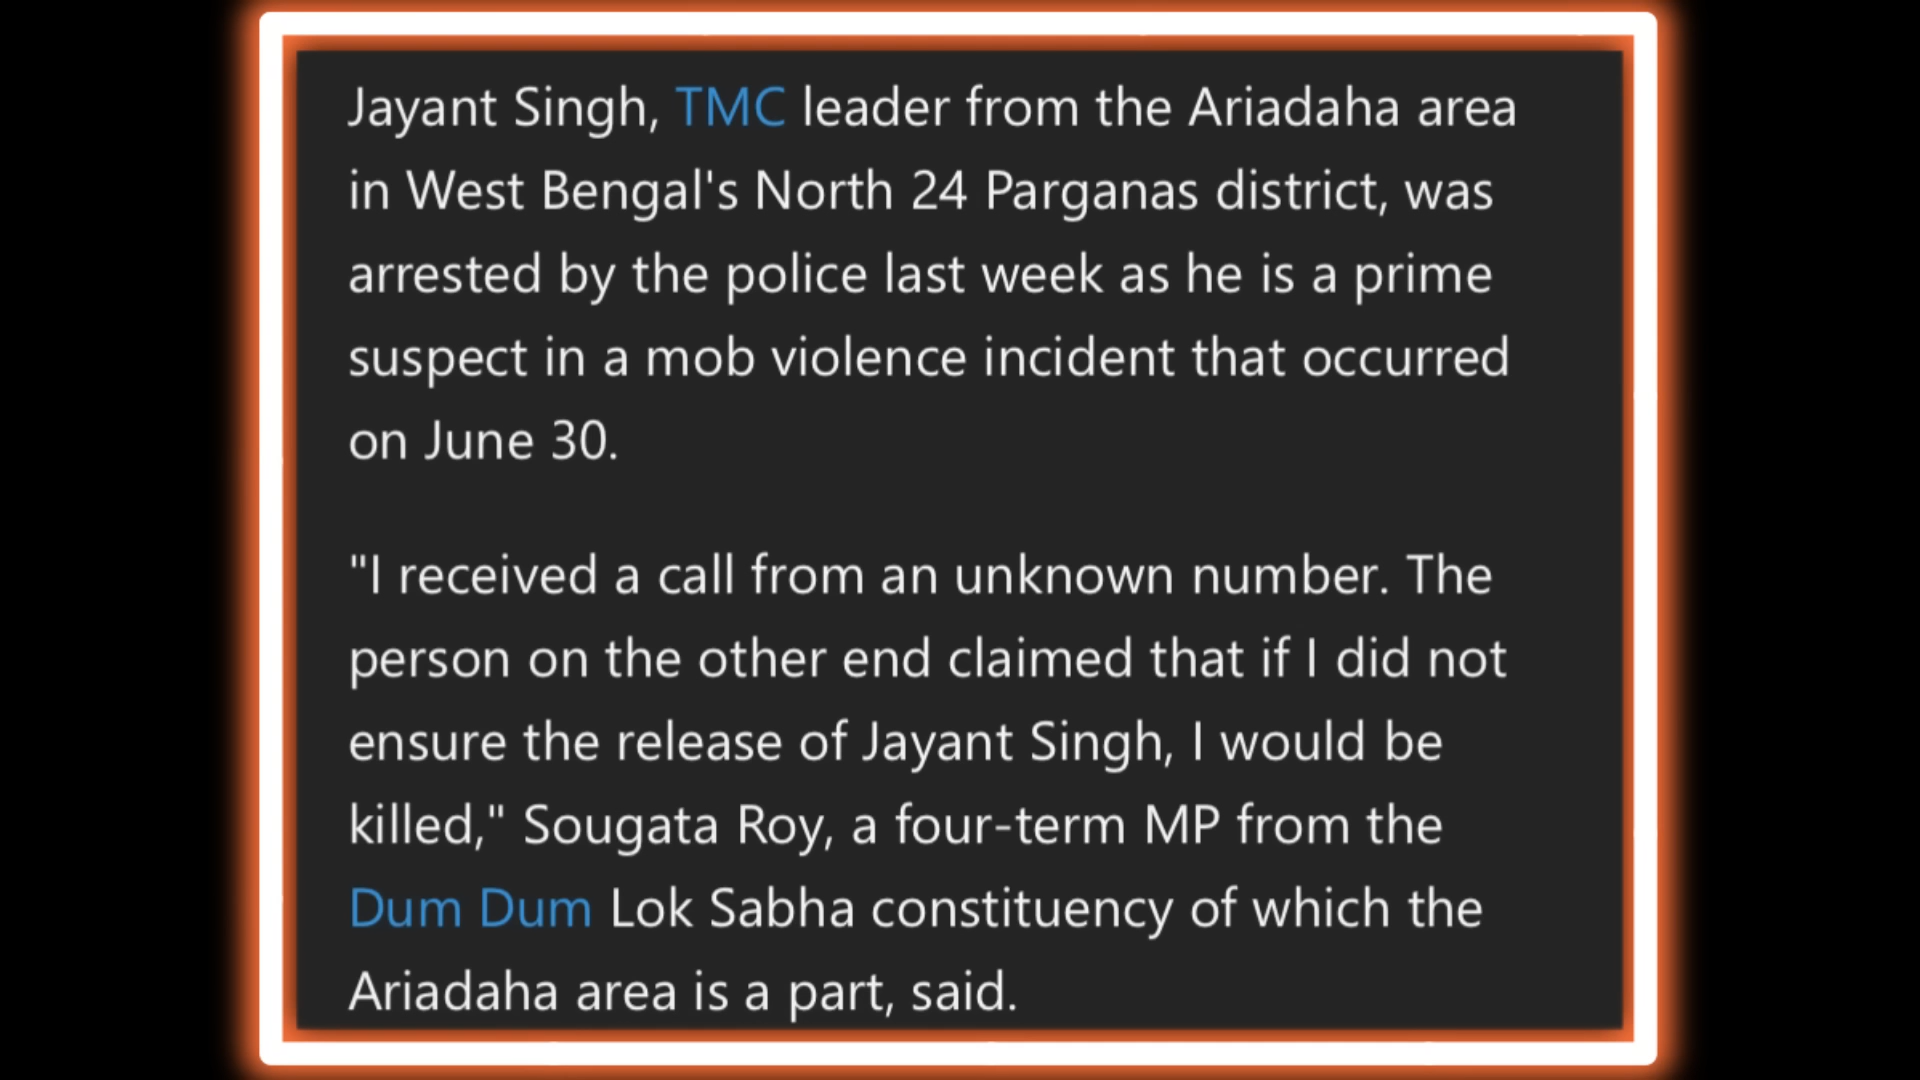 Jayant Singh, TMC leader from the Ariadaha area
in West Bengal's North 24 Parganas district, was
arrested by the police last week as he is a prime
suspect in a mob violence incident that occurred
on June 30.
"I received a call from an unknown number. The
person on the other end claimed that if I did not
ensure the release of Jayant Singh, I would be
killed," Sougata Roy, a four-term MP from the
Dum Dum Lok Sabha constituency of which the
Ariadaha area is a part, said.